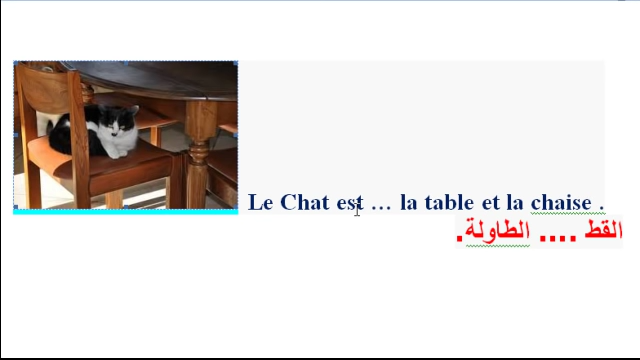 Le Chat est … la table et la chaise .
القط .... الطاولة.